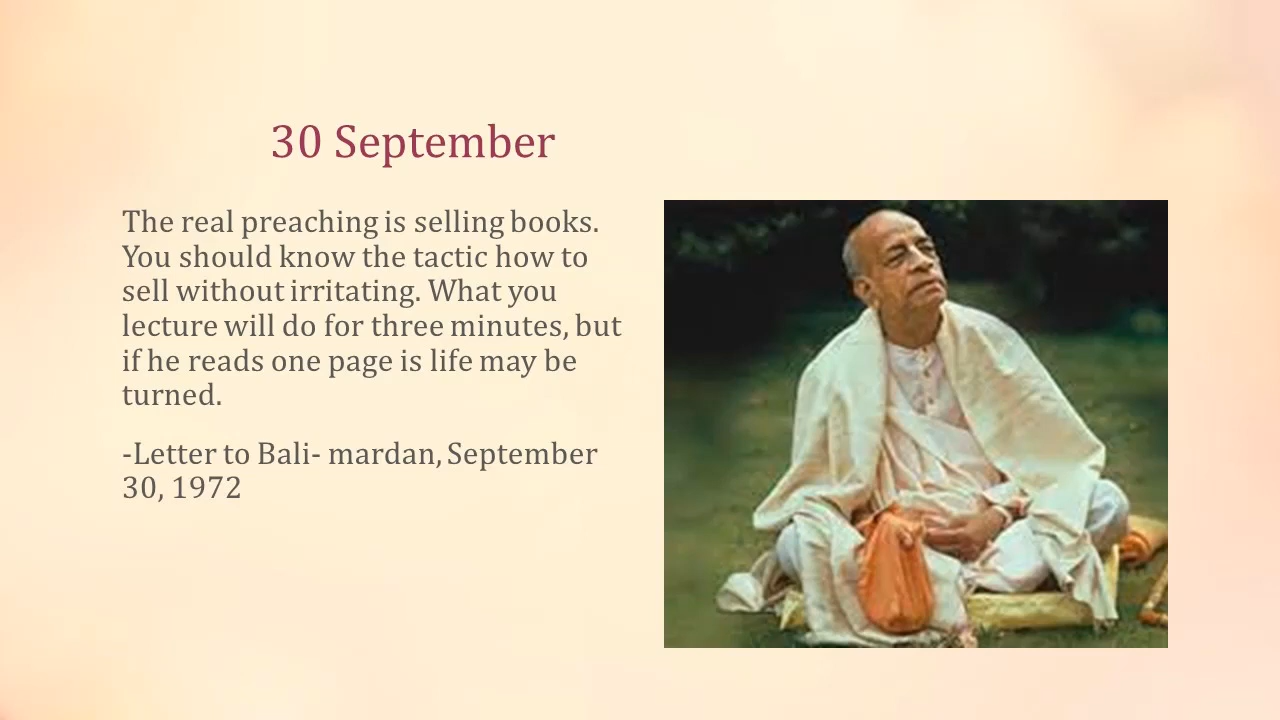 30 September
The real preaching is selling books.
You should know the tactic how to
sell without irritating. What you
lecture will do for three minutes, but
if he reads one page is life may be
turned.
-Letter to Bali- mardan, September
30, 1972